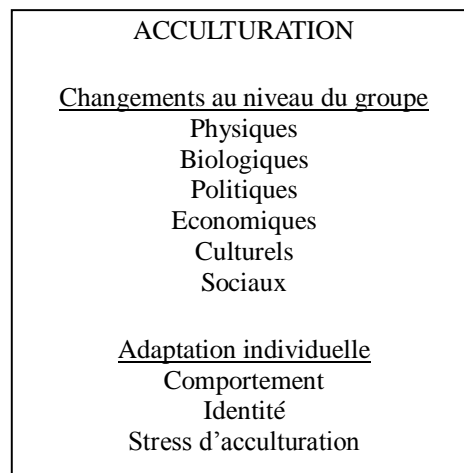 ACCULTURATION
Changements au niveau du groupe
Physiques
Biologiques
Politiques
Economiques
Culturels
Sociaux
Adaptation individuelle
Comportement
Identité
Stress d'acculturation